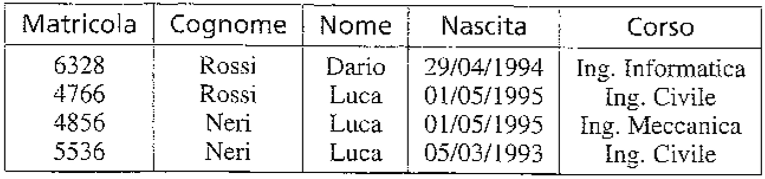 Matricola Cognome Nome Nascita Corso
6328 Rossi Dario 29/04/1994 Ing. Informatica
4766 Rossi Luca 01/05/1995 Ing. Civile
4856 Neri Luca 01/05/1995 Ing. Meccanica
5536 Neri Luca 05/03/1993 Ing. Civile